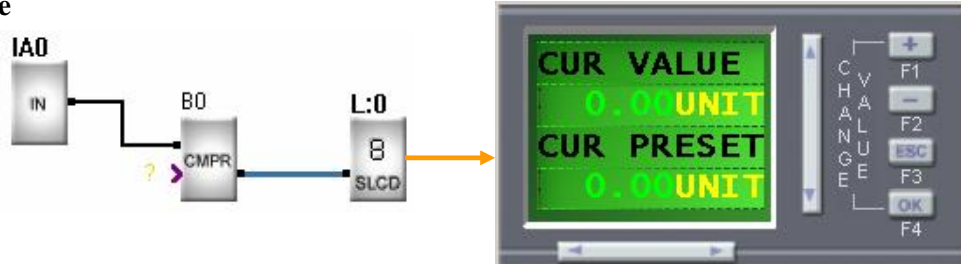 e
IA0
IN
B0
?
CMPR
L:0
8
SLCD
CUR VALUE
0.00UNIT
CUR PRESET
0.00UNIT
CHANGE
VALUE
+
F1
−
F2
ESC
F3
OK
F4